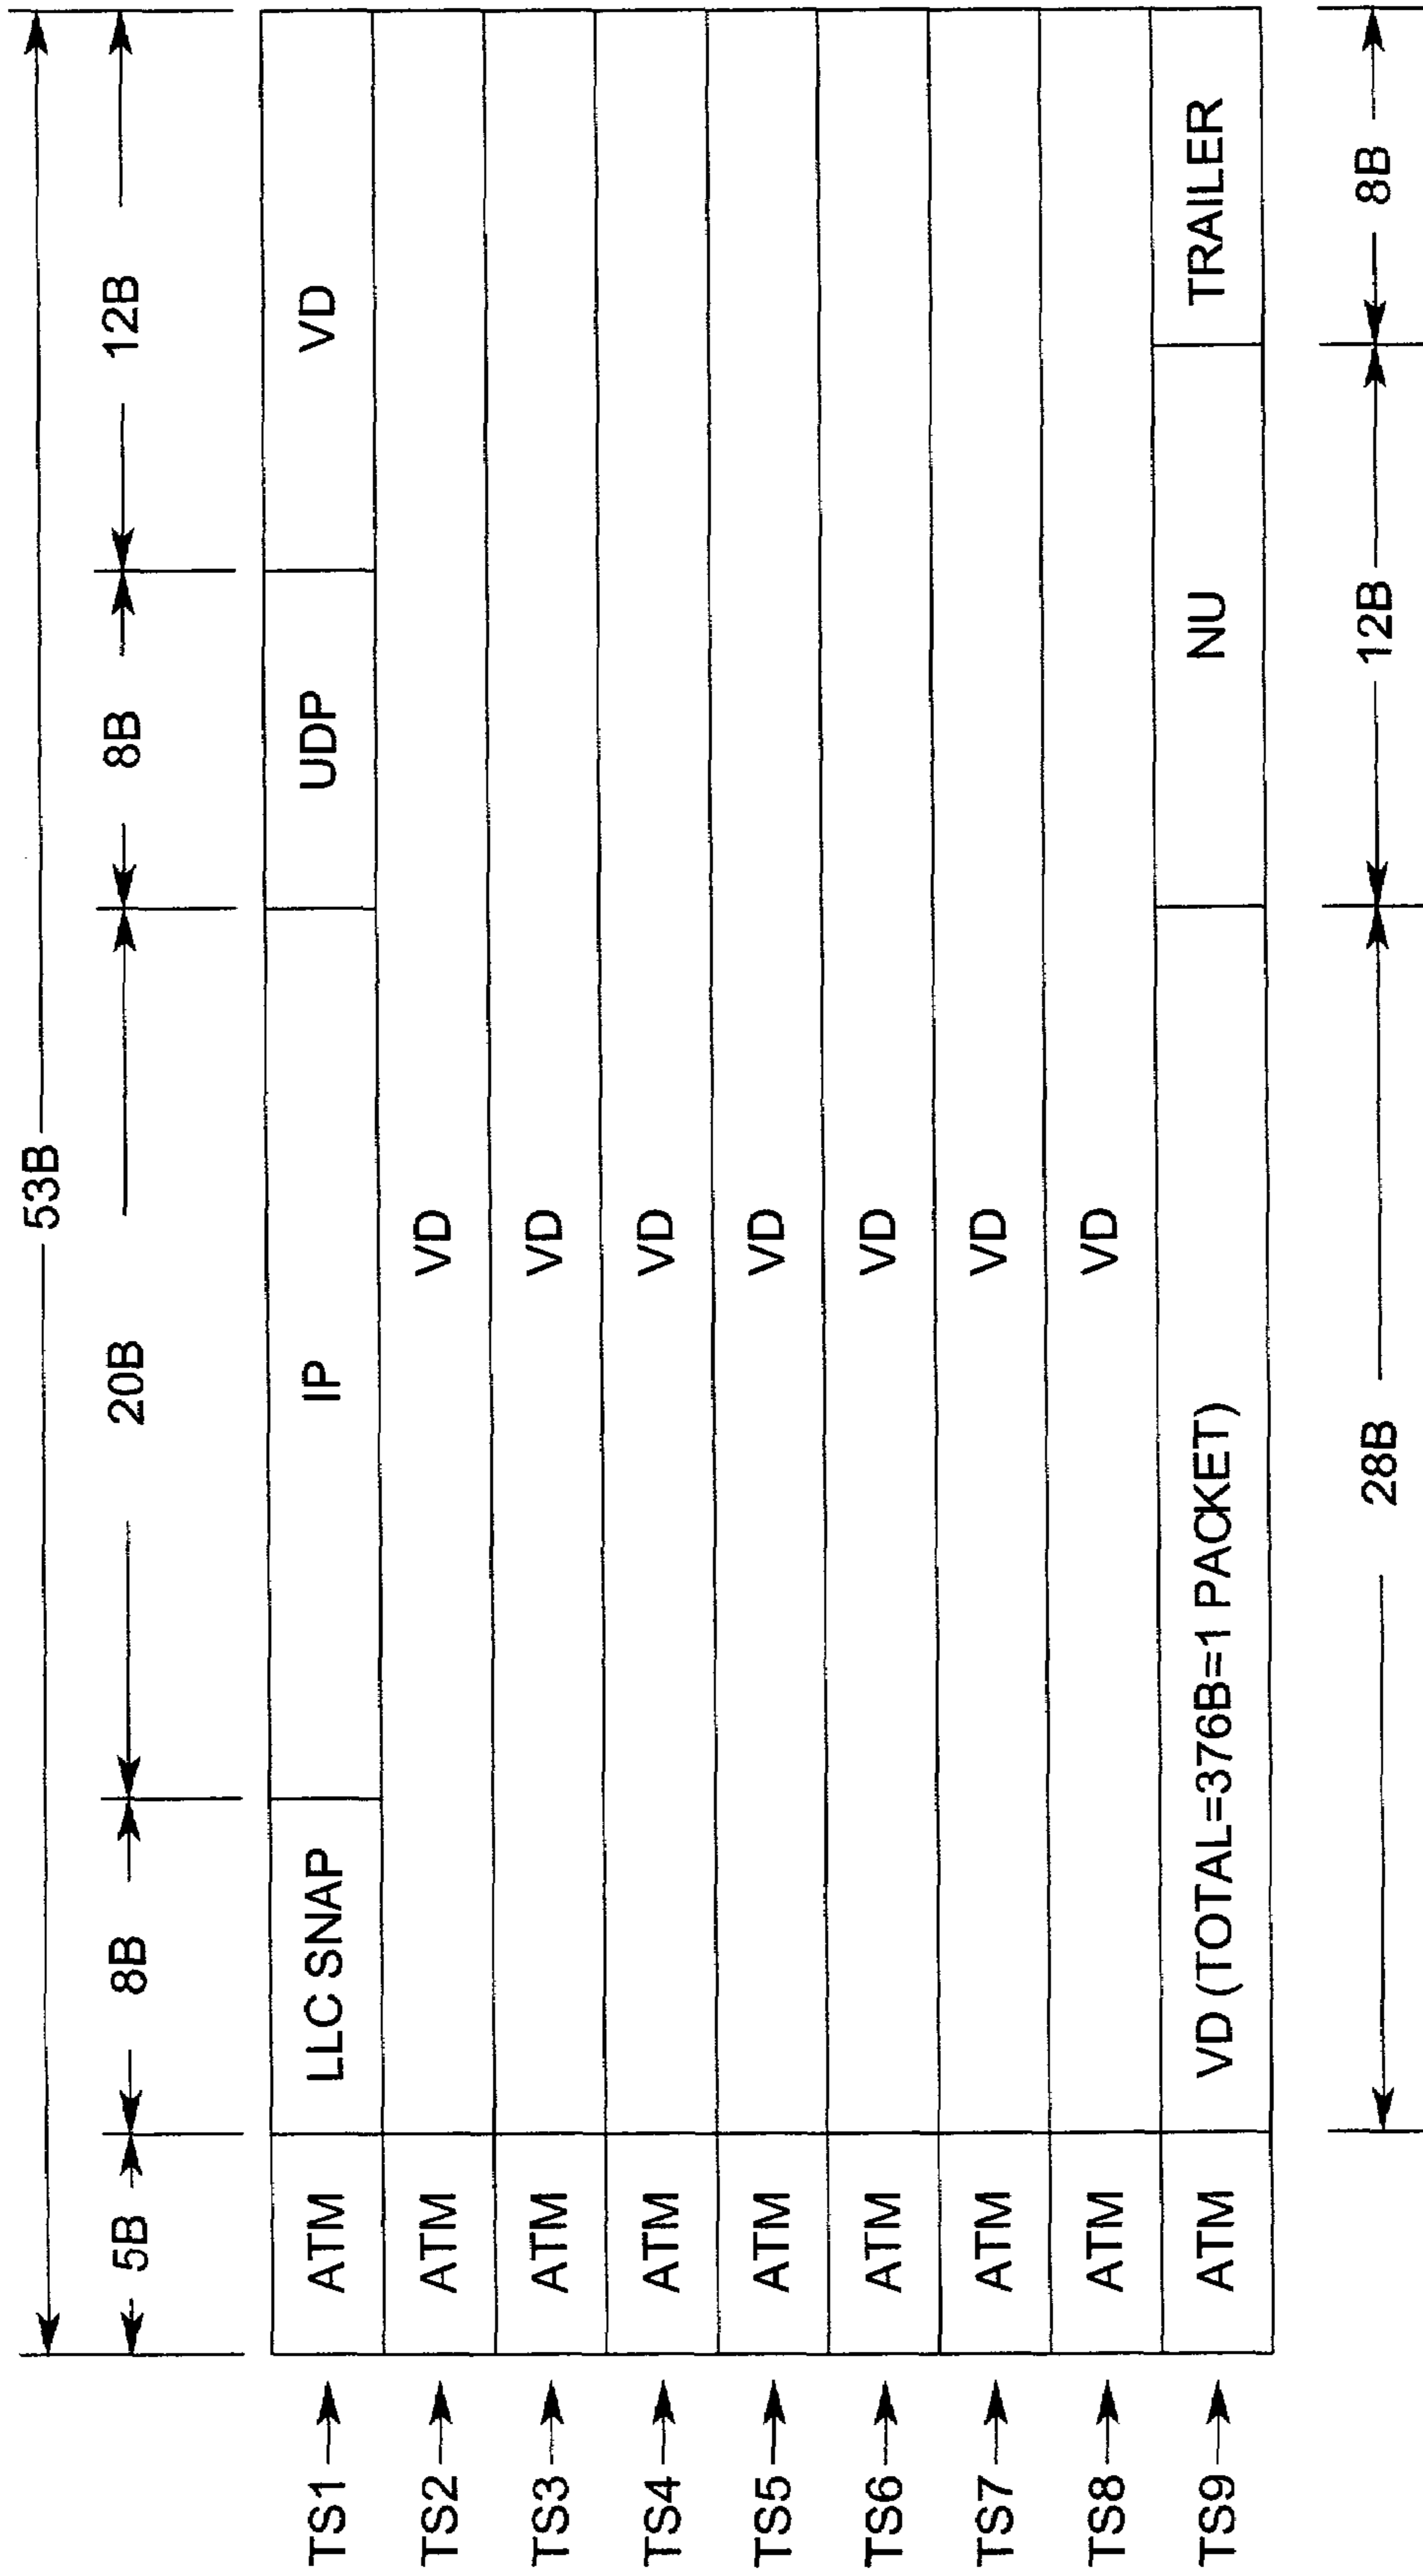 53B
5B 8B 20B 8B 12B
TS1 ATM LLC SNAP IP UDP VD
TS2 ATM VD
TS3 ATM VD
TS4 ATM VD
TS5 ATM VD
TS6 ATM VD
TS7 ATM VD
TS8 ATM VD
TS9 ATM VD (TOTAL=376B=1 PACKET) NU TRAILER
28B 12B 8B